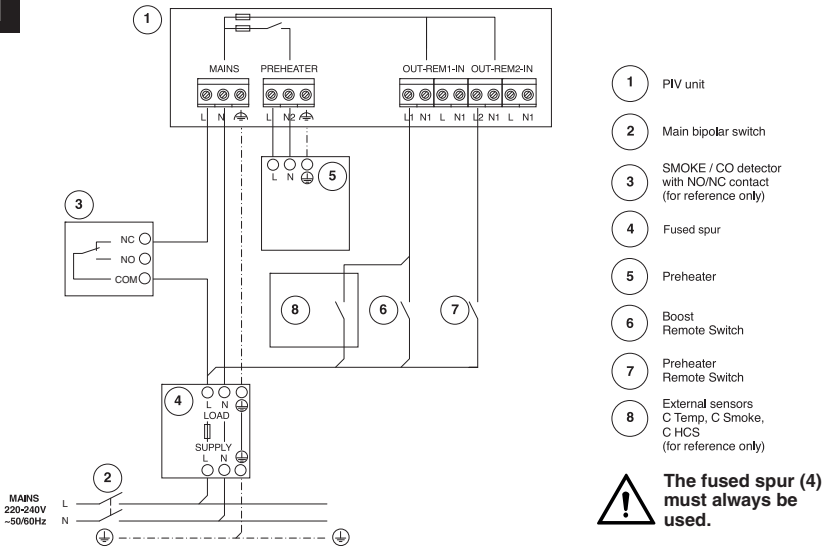 1
MAINS PREHEATER OUT-REM1-IN OUT-REM2-IN
L N L N2 L1 N1 L N1 L2 N1 L N1
L N
5
3
NC
NO
COM
8
6
7
4
L N
LOAD
SUPPLY
L N
2
MAINS
220-240V
~50/60Hz
L
N
1 PIV unit
2 Main bipolar switch
3 SMOKE / CO detector
with NO/NC contact
(for reference only)
4 Fused spur
5 Preheater
6 Boost
Remote Switch
7 Preheater
Remote Switch
8 External sensors
C Temp, C Smoke,
C HCS
(for reference only)
The fused spur (4)
must always be
used.